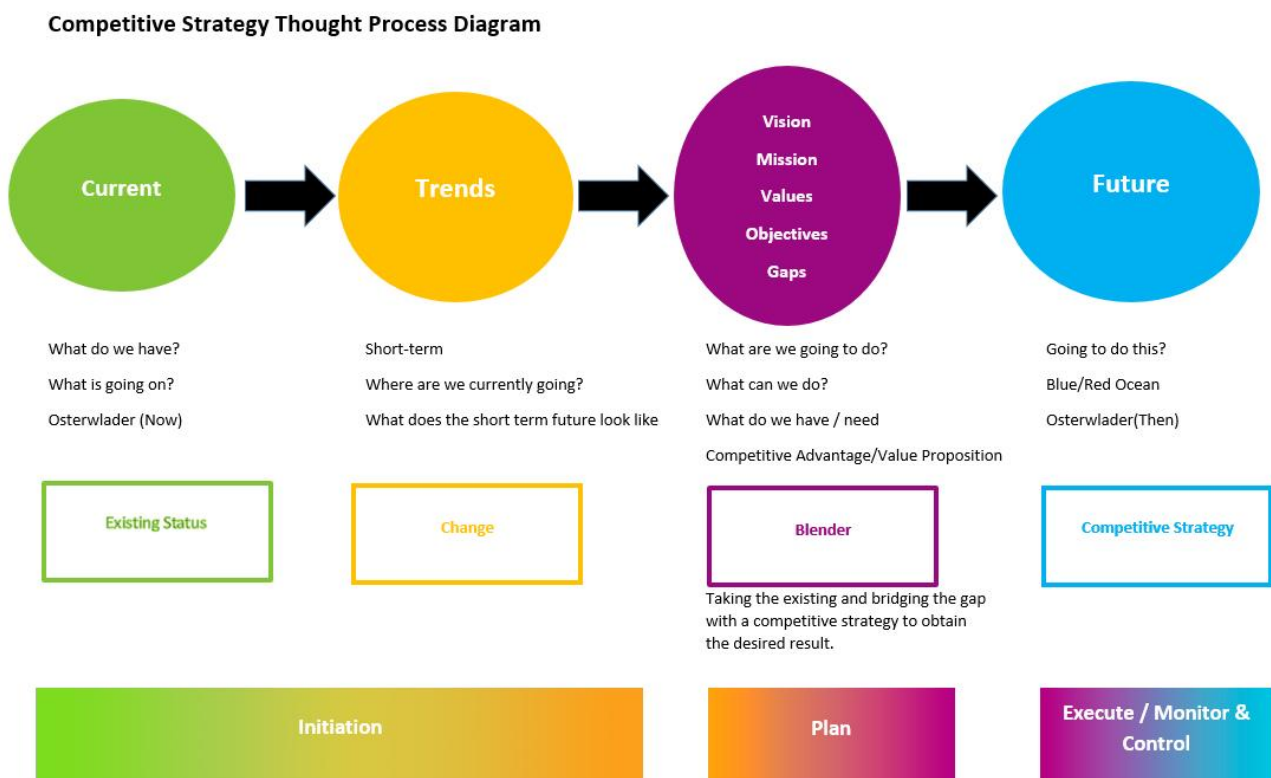 Competitive Strategy Thought Process Diagram
Current
Trends
Vision
Mission
Values
Objectives
Gaps
Future
What do we have?
What is going on?
Osterwlader (Now)
Short-term
Where are we currently going?
What does the short term future look like
What are we going to do?
What can we do?
What do we have / need
Competitive Advantage/Value Proposition
Going to do this?
Blue/Red Ocean
Osterwlader(Then)
Existing Status
Change
Blender
Competitive Strategy
Taking the existing and bridging the gap
with a competitive strategy to obtain
the desired result.
Initiation
Plan
Execute / Monitor &
Control